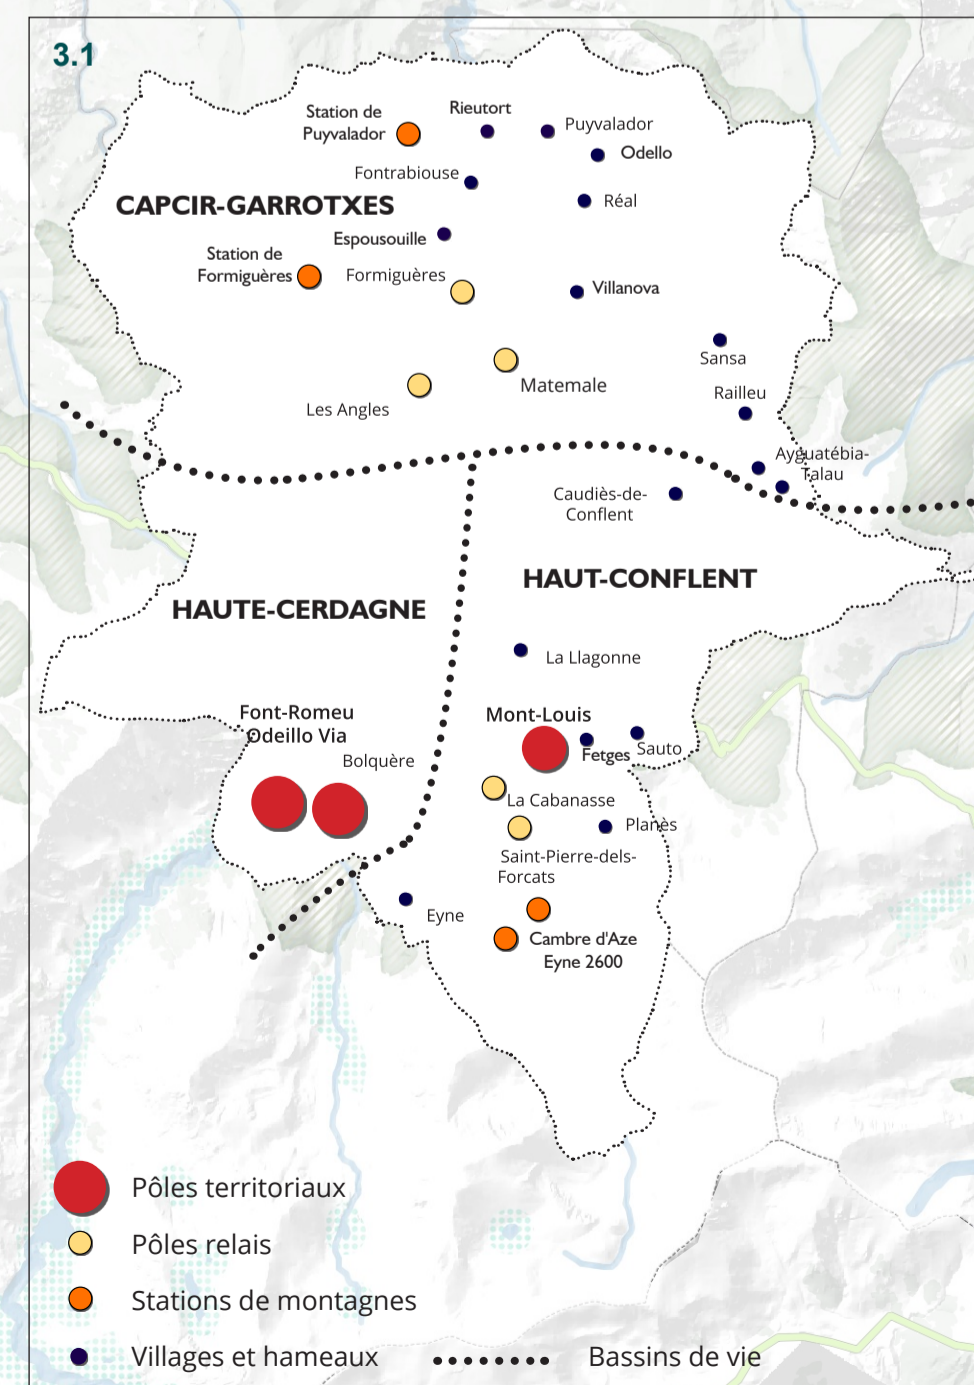 3.1
Station de
Puyvalador
Rieutort
Puyvalador
Odello
Fontrabiouse
Réal
CAPCIR-GARROTXES
Espousouille
Station de
Formiguères
Formiguères
Villanova
Sansa
Matemale
Railleu
Les Angles
Ayguatébia-
Talau
Caudiès-de-
Conflent
HAUT-CONFLENT
HAUTE-CERDAGNE
La Llagonne
Font-Romeu
Odeillo Via
Mont-Louis
Bolquère
Fetges
Sauto
La Cabanasse
Planès
Saint-Pierre-dels-
Forcats
Eyne
Cambre d'Aze
Eyne 2600
Pôles territoriaux
Pôles relais
Stations de montagnes
Villages et hameaux
Bassins de vie